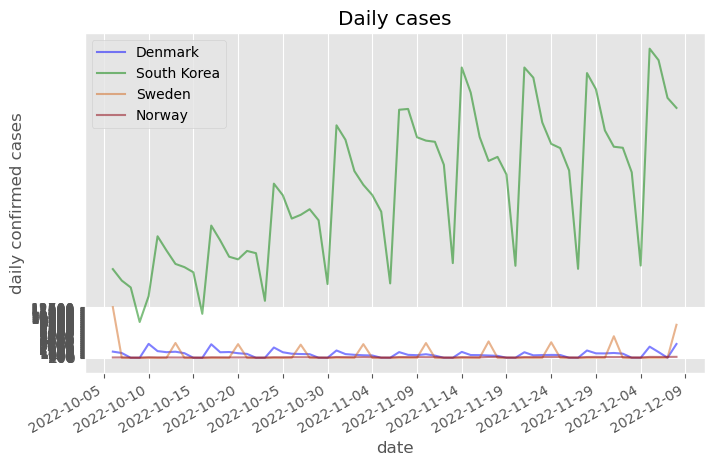 Daily cases
Denmark
South Korea
Sweden
Norway
daily confirmed cases
2022-10-05
2022-10-10
2022-10-15
2022-10-20
2022-10-25
2022-10-30
2022-11-04
2022-11-09
2022-11-14
2022-11-19
2022-11-24
2022-11-29
2022-12-04
2022-12-09
date